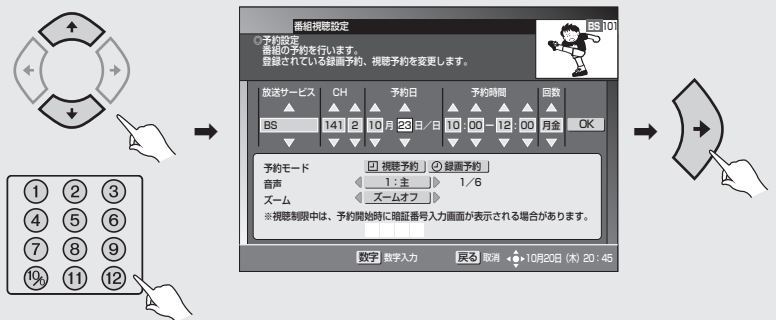 番組視聴設定
BS 101
◎予約設定
番組の予約を行います。
登録されている録画予約、視聴予約を変更します。
放送サービス CH 予約日 予約時間 回数
BS 141 2 10 月 23 日/日 10 : 00 ー 12 : 00 月金 OK
予約モード 視聴予約 録画予約
音声 1:主 1/6
ズーム ズームオフ
※視聴制限中は、予約開始時に暗証番号入力画面が表示される場合があります。
数字 数字入力 戻る 取消 10月20日 (木) 20:45
1 2 3
4 5 6
7 8 9
10/0 11 12